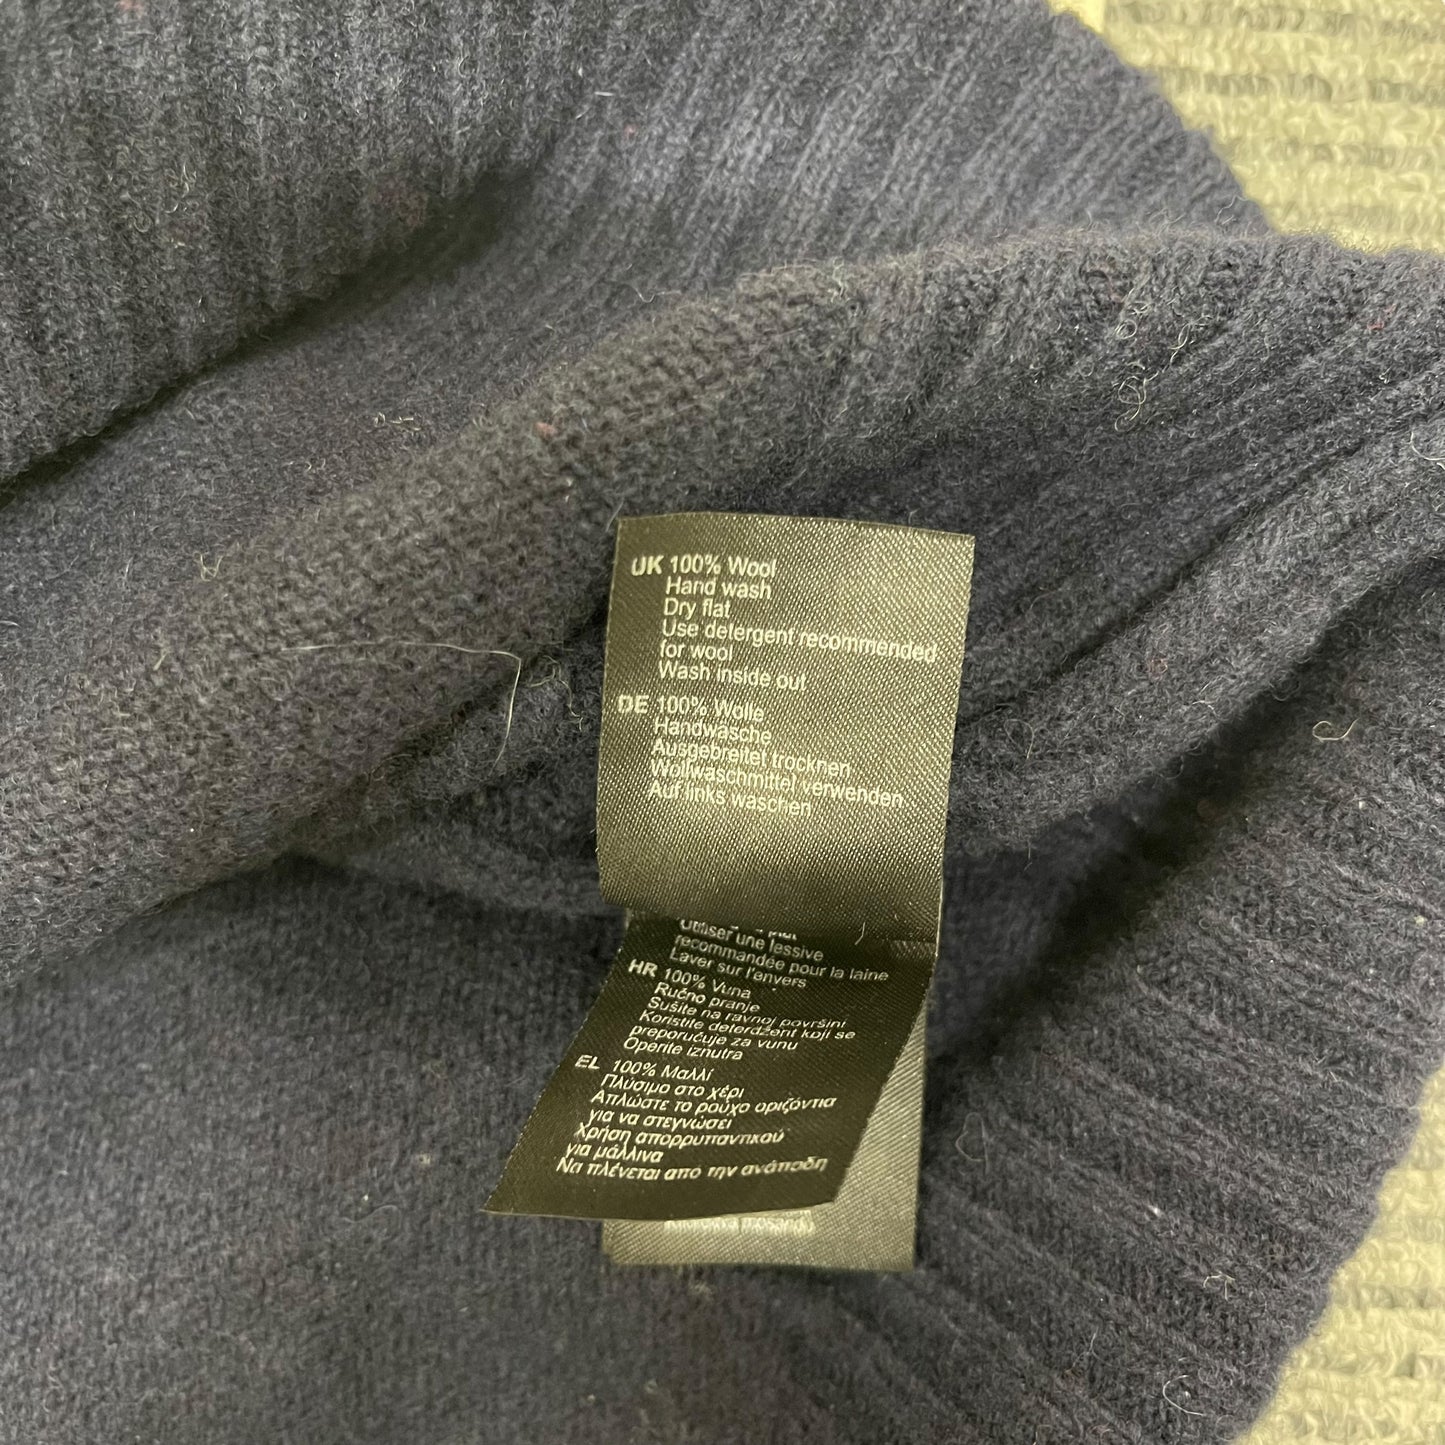 UK 100% Wool
Hand wash
Dry flat
Use detergent recommended
for wool
Wash inside out
DE 100% Wolle
Handwäsche
Ausgebreitet trocknen
Wollwaschmittel verwenden
Auf links waschen
Utiliser une lessive
recommandée pour la laine
Laver sur l'envers
HR 100% Vuna
Ručno pranje
Sušite na ravnoj površini
Koristite deterdžent koji se
preporučuje za vunu
Operite iznutra
EL 100% Μαλλί
Πλύσιμο στο χέρι
Απλώστε το ρούχο οριζόντια
για να στεγνώσει
Χρήση απορρυπαντικού
για μάλλινα
Να πλένεται από την ανάποδη